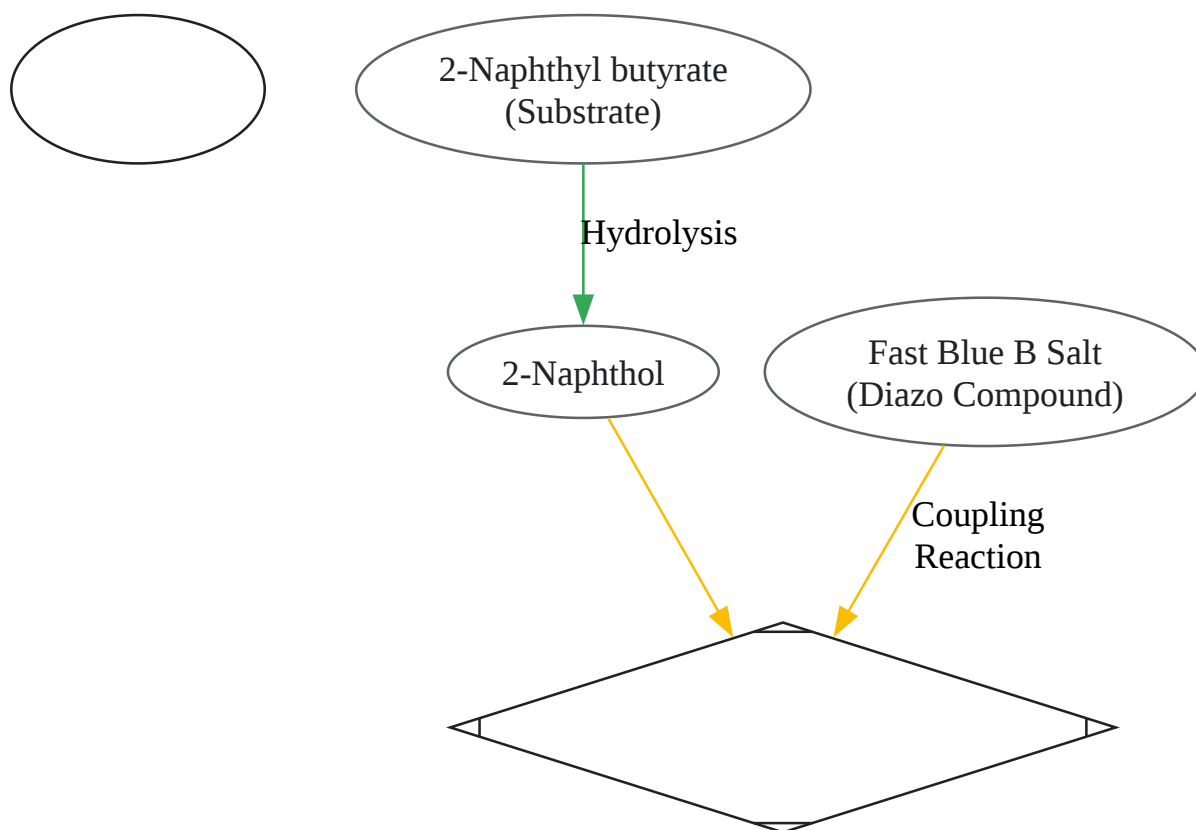 2-Naphthyl butyrate
(Substrate)
Hydrolysis
2-Naphthol
Fast Blue B Salt
(Diazo Compound)
Coupling
Reaction